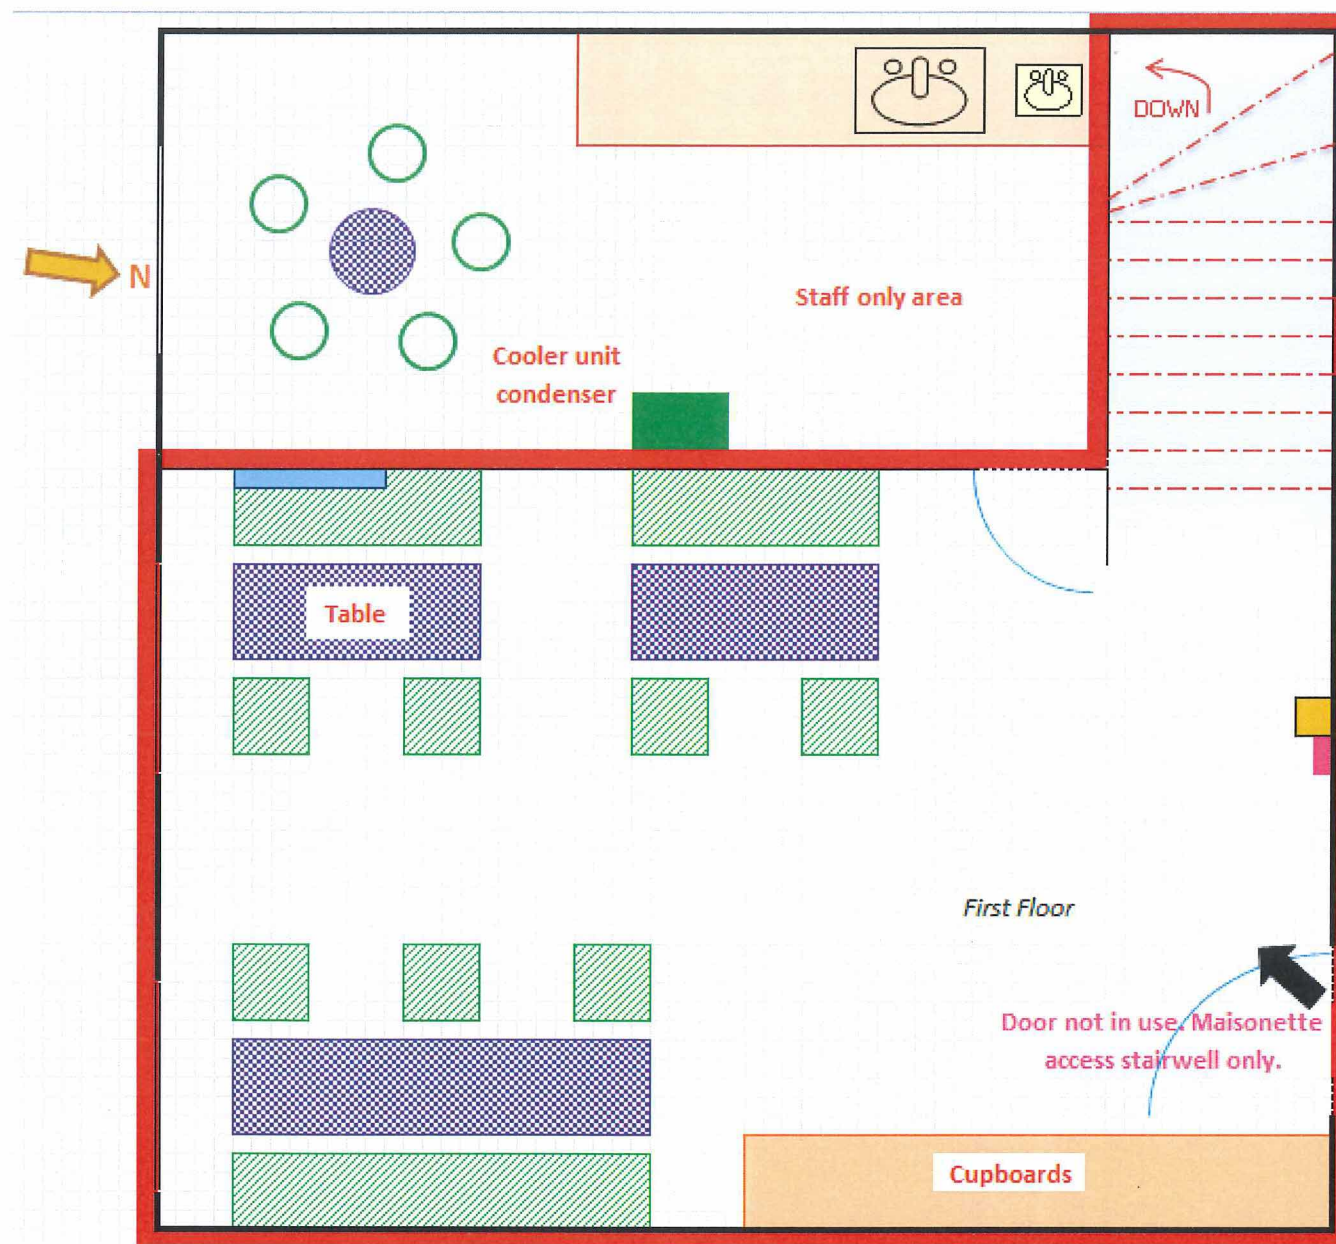 DOWN
N
Staff only area
Cooler unit
condenser
Table
First Floor
Door not in use. Maisonette
access stairwell only.
Cupboards